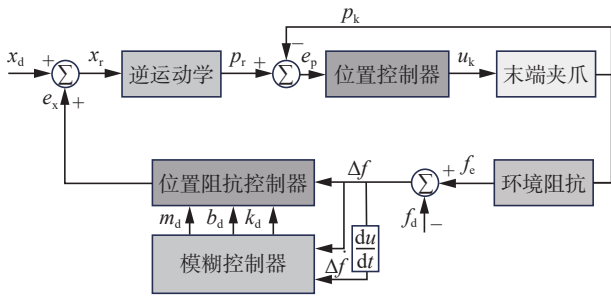 p_k
x_d + ∑ x_r 逆运动学 p_r + − ∑ e_p 位置控制器 u_k 末端夹爪
e_x +
位置阻抗控制器 Δf ∑ + f_e 环境阻抗
m_d b_d k_d f_d −
模糊控制器 Δḟ du/dt